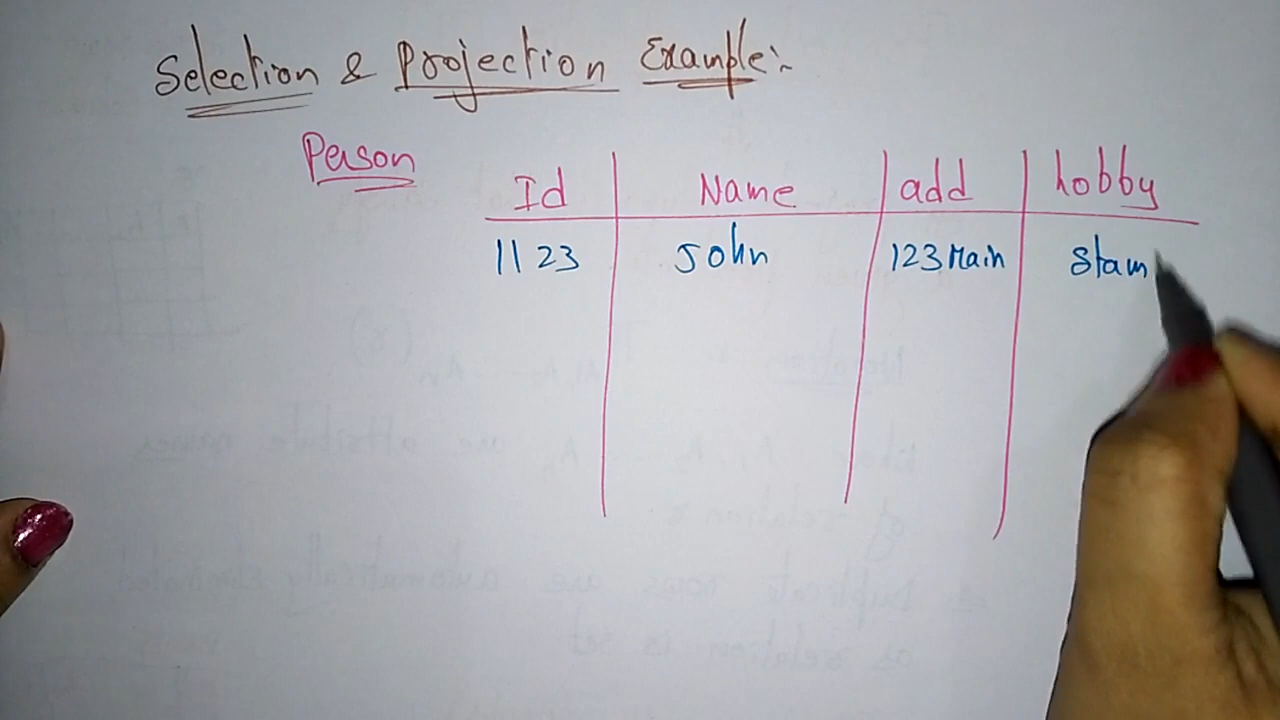 Selection & Projection Example:-
Person
Id Name add hobby
1123 John 123 Main Stam